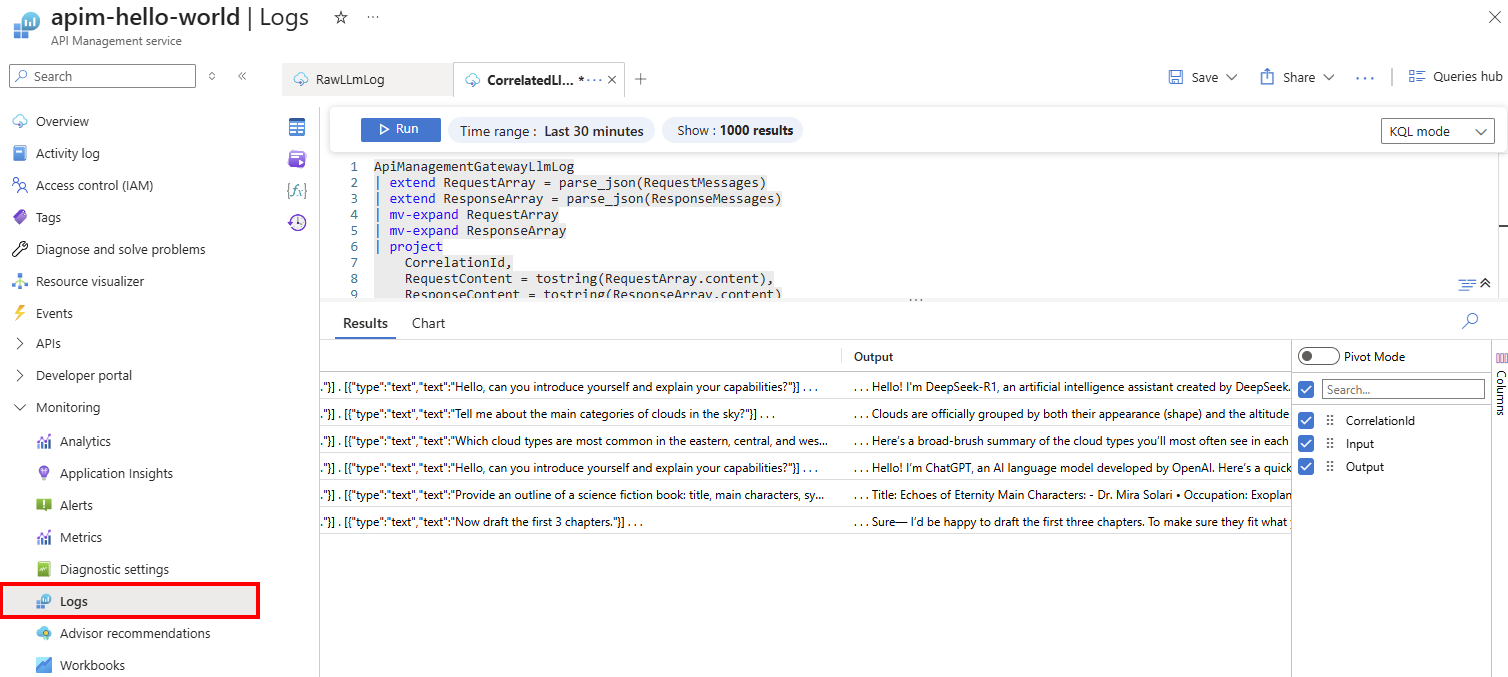 apim-hello-world | Logs ☆ ...
API Management service
Search
RawLLmLog
CorrelatedLl... * ···
Save
Share
···
Queries hub
Overview
Activity log
Access control (IAM)
Tags
Diagnose and solve problems
Resource visualizer
Events
APIs
Developer portal
Monitoring
Analytics
Application Insights
Alerts
Metrics
Diagnostic settings
Logs
Advisor recommendations
Workbooks
{fx}
Run
Time range : Last 30 minutes
Show : 1000 results
KQL mode
1 ApiManagementGatewayLlmLog
2 | extend RequestArray = parse_json(RequestMessages)
3 | extend ResponseArray = parse_json(ResponseMessages)
4 | mv-expand RequestArray
5 | mv-expand ResponseArray
6 | project
7 CorrelationId,
8 RequestContent = tostring(RequestArray.content),
9 ResponseContent = tostring(ResponseArray.content)
...
Results Chart
Output
."}] . [{"type":"text","text":"Hello, can you introduce yourself and explain your capabilities?"}] . . . . . . Hello! I'm DeepSeek-R1, an artificial intelligence assistant created by DeepSeek.
."}] . [{"type":"text","text":"Tell me about the main categories of clouds in the sky?"}] . . . . . . Clouds are officially grouped by both their appearance (shape) and the altitude
."}] . [{"type":"text","text":"Which cloud types are most common in the eastern, central, and wes... . . . Here's a broad-brush summary of the cloud types you'll most often see in each
."}] . [{"type":"text","text":"Hello, can you introduce yourself and explain your capabilities?"}] . . . . . . Hello! I'm ChatGPT, an AI language model developed by OpenAI. Here's a quick
."}] . [{"type":"text","text":"Provide an outline of a science fiction book: title, main characters, sy... . . . Title: Echoes of Eternity Main Characters: - Dr. Mira Solari • Occupation: Exoplan
."}] . [{"type":"text","text":"Now draft the first 3 chapters."}] . . . . . . Sure— I'd be happy to draft the first three chapters. To make sure they fit what
Pivot Mode
Search...
CorrelationId
Input
Output
Columns